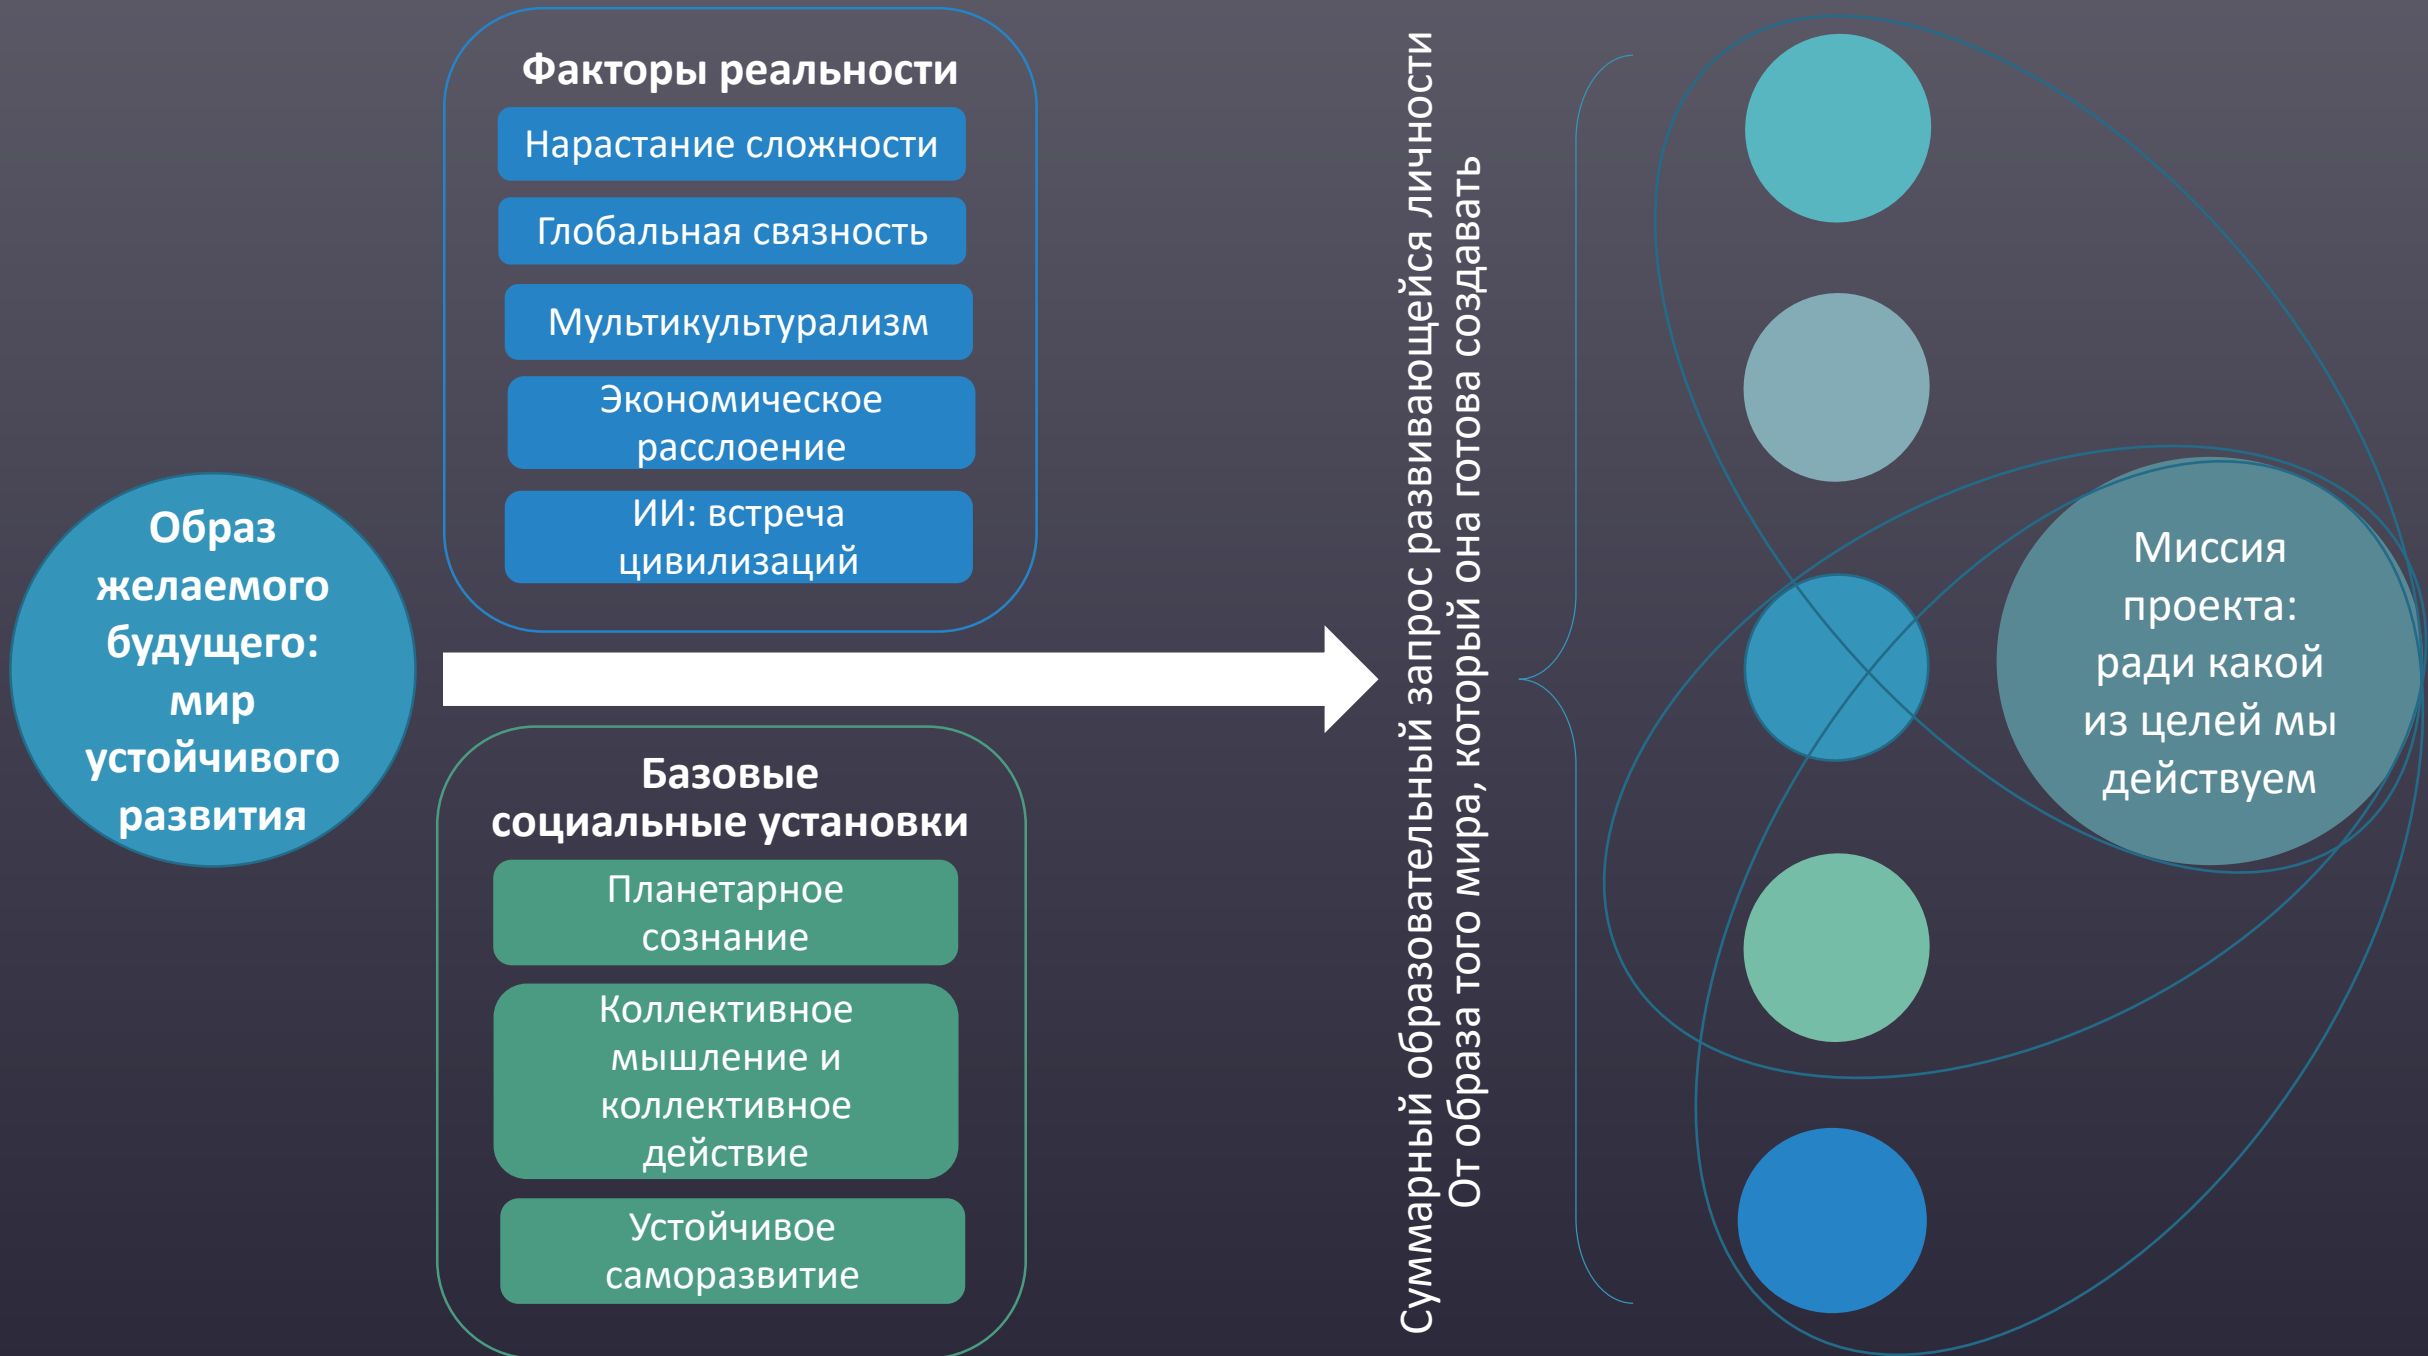 Образ
желаемого
будущего:
мир
устойчивого
развития
Факторы реальности
Нарастание сложности
Глобальная связность
Мультикультурализм
Экономическое
расслоение
ИИ: встреча
цивилизаций
Базовые
социальные установки
Планетарное
сознание
Коллективное
мышление и
коллективное
действие
Устойчивое
саморазвитие
Суммарный образовательный запрос развивающейся личности
От образа того мира, который она готова создавать
Миссия
проекта:
ради какой
из целей мы
действуем